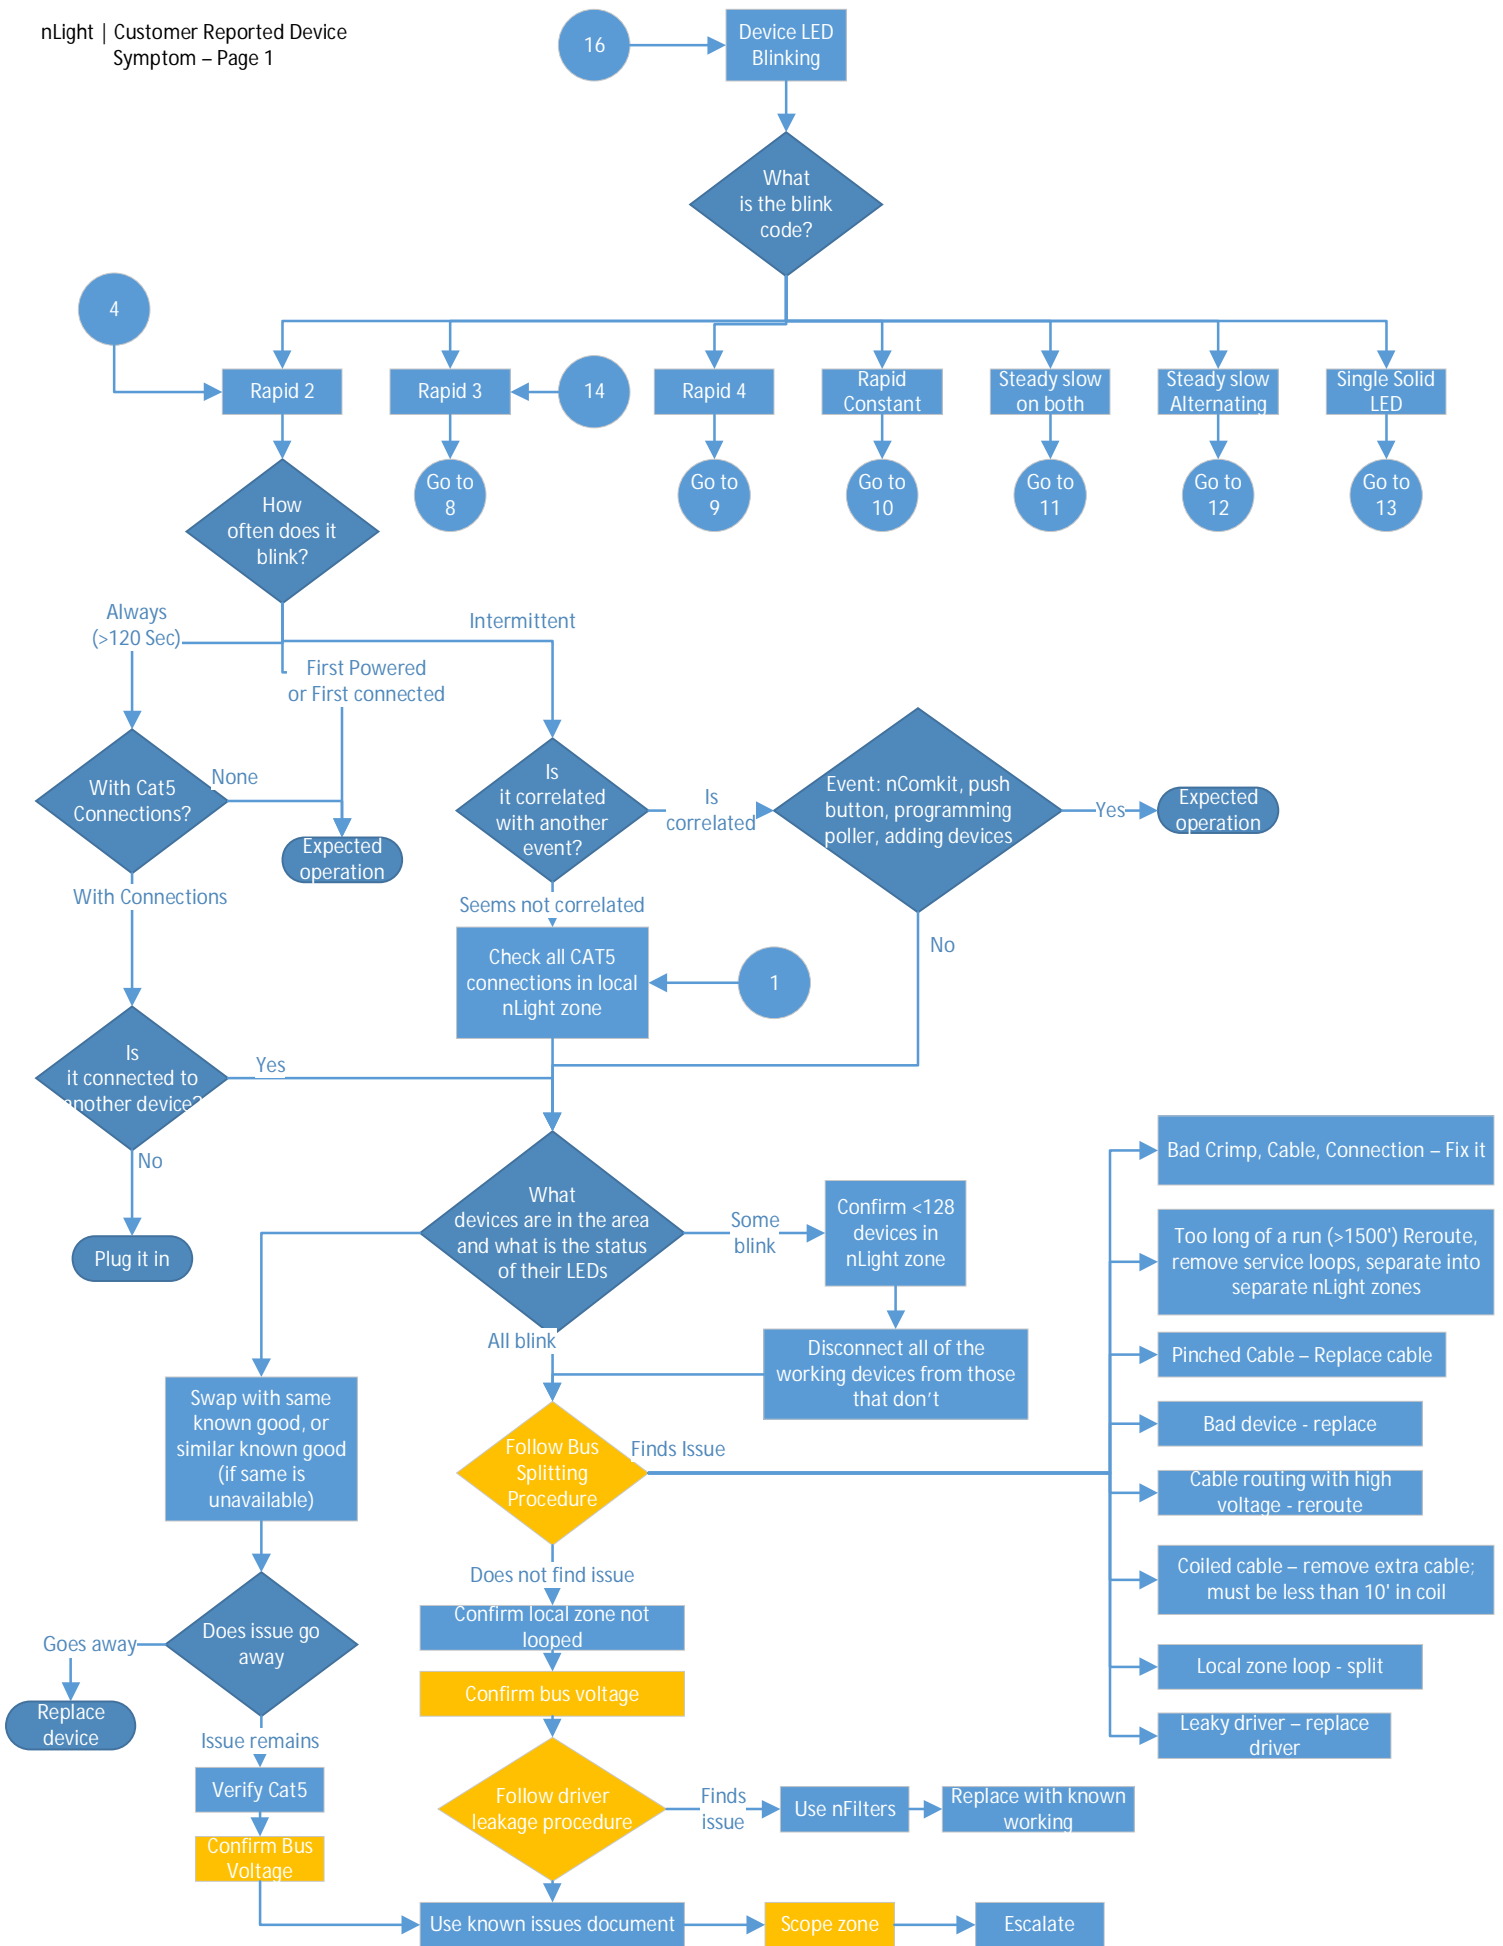 nLight | Customer Reported Device
Symptom – Page 1
16
Device LED
Blinking
What
is the blink
code?
4
Rapid 2
Rapid 3
14
Rapid 4
Rapid
Constant
Steady slow
on both
Steady slow
Alternating
Single Solid
LED
How
often does it
blink?
Go to
8
Go to
9
Go to
10
Go to
11
Go to
12
Go to
13
Always
(>120 Sec)
Intermittent
First Powered
or First connected
With Cat5
Connections?
None
Expected
operation
Is
it correlated
with another
event?
Is
correlated
Event: nComkit, push
button, programming
poller, adding devices
Yes
Expected
operation
With Connections
Seems not correlated
No
Check all CAT5
connections in local
nLight zone
1
Is
it connected to
another device?
Yes
No
Plug it in
What
devices are in the area
and what is the status
of their LEDs
Some
blink
Confirm <128
devices in
nLight zone
All blink
Disconnect all of the
working devices from those
that don't
Bad Crimp, Cable, Connection – Fix it
Too long of a run (>1500') Reroute,
remove service loops, separate into
separate nLight zones
Pinched Cable – Replace cable
Bad device - replace
Cable routing with high
voltage - reroute
Coiled cable – remove extra cable;
must be less than 10' in coil
Local zone loop - split
Leaky driver – replace
driver
Swap with same
known good, or
similar known good
(if same is
unavailable)
Follow Bus
Splitting
Procedure
Finds Issue
Does not find issue
Confirm local zone not
looped
Confirm bus voltage
Does issue go
away
Goes away
Replace
device
Issue remains
Verify Cat5
Confirm Bus
Voltage
Follow driver
leakage procedure
Finds
issue
Use nFilters
Replace with known
working
Use known issues document
Scope zone
Escalate